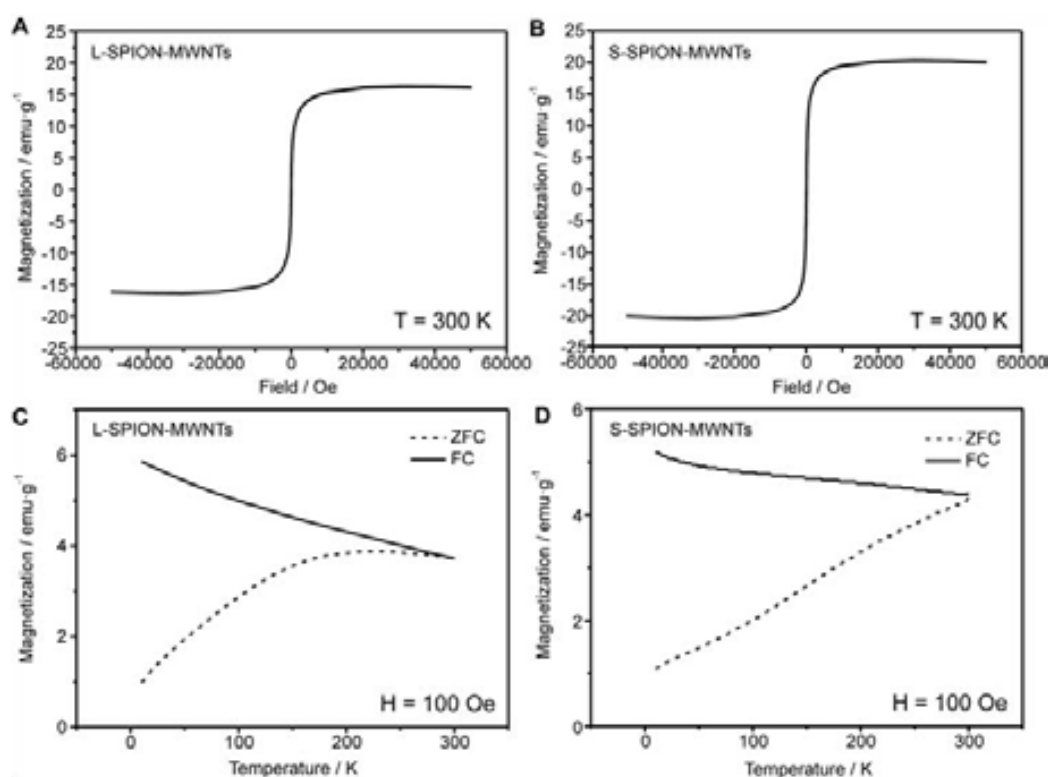 A
L-SPION-MWNTs
25
20
15
10
5
0
-5
-10
-15
-20
-25
Magnetization / emu·g⁻¹
T = 300 K
-60000 -40000 -20000 0 20000 40000 60000
Field / Oe
B
S-SPION-MWNTs
25
20
15
10
5
0
-5
-10
-15
-20
-25
Magnetization / emu·g⁻¹
T = 300 K
-60000 -40000 -20000 0 20000 40000 60000
Field / Oe
C
L-SPION-MWNTs
ZFC
FC
6
4
2
0
Magnetization / emu·g⁻¹
H = 100 Oe
0 100 200 300
Temperature / K
D
S-SPION-MWNTs
ZFC
FC
6
4
2
0
Magnetization / emu·g⁻¹
H = 100 Oe
0 100 200 300
Temperature / K